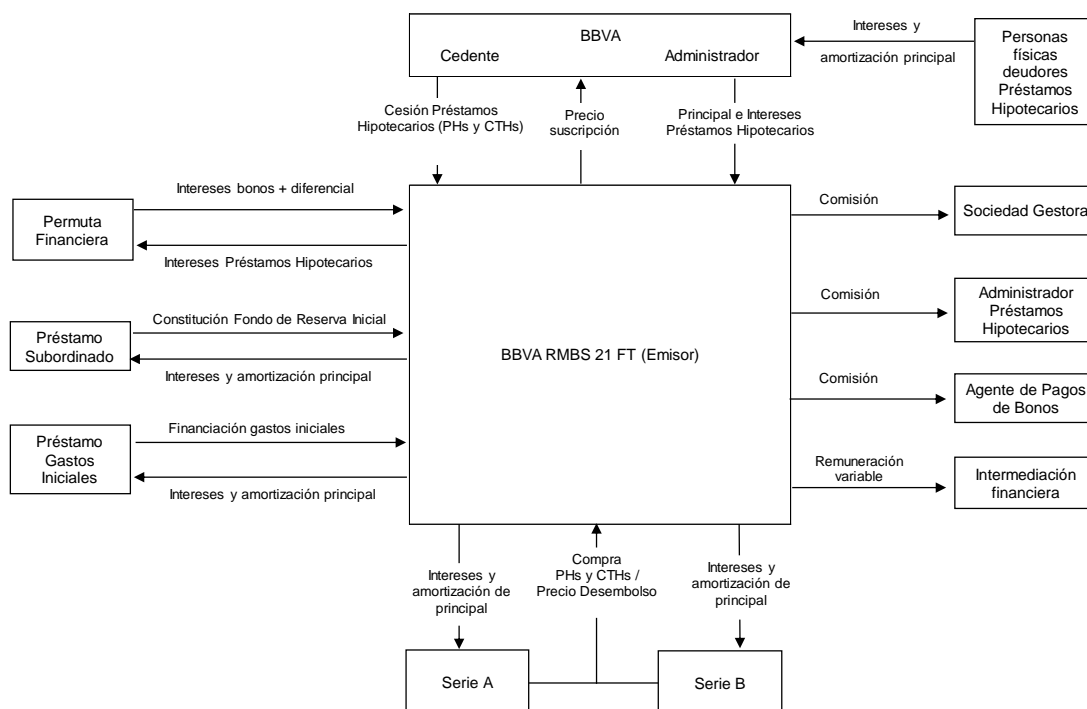 BBVA
Cedente
Administrador
Intereses y
amortización principal
Personas
físicas
deudores
Préstamos
Hipotecarios
Cesión Préstamos
Hipotecarios (PHs y CTHs)
Precio
suscripción
Principal e Intereses
Préstamos Hipotecarios
Permuta
Financiera
Intereses bonos + diferencial
Intereses Préstamos Hipotecarios
Préstamo
Subordinado
Constitución Fondo de Reserva Inicial
Intereses y amortización principal
Préstamo
Gastos
Iniciales
Financiación gastos iniciales
Intereses y amortización principal
BBVA RMBS 21 FT (Emisor)
Comisión
Sociedad Gestora
Comisión
Administrador
Préstamos
Hipotecarios
Comisión
Agente de Pagos
de Bonos
Remuneración
variable
Intermediación
financiera
Intereses y
amortización de
principal
Compra
PHs y CTHs /
Precio Desembolso
Intereses y
amortización de
principal
Serie A
Serie B